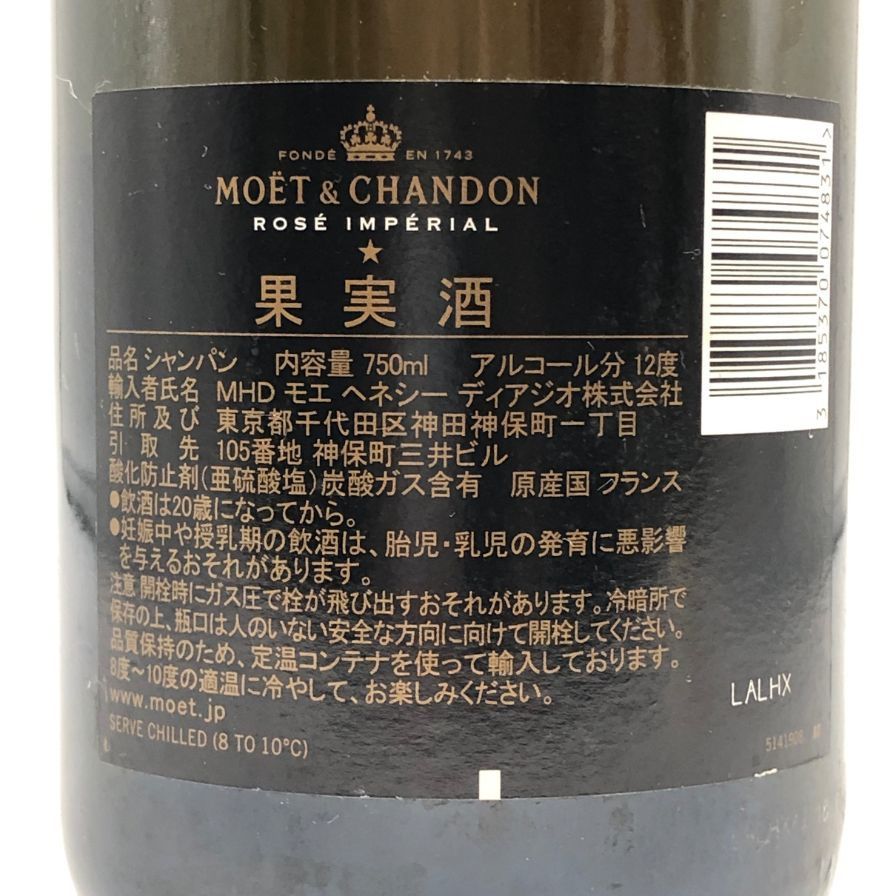 FONDÉ EN 1743
MOËT & CHANDON
ROSÉ IMPÉRIAL
果実酒
品名 シャンパン 内容量 750ml アルコール分 12度
輸入者氏名 MHD モエ ヘネシー ディアジオ株式会社
住所及び 東京都千代田区神田神保町一丁目
引取先 105番地 神保町三井ビル
酸化防止剤(亜硫酸塩)炭酸ガス含有 原産国 フランス
●飲酒は20歳になってから。
●妊娠中や授乳期の飲酒は、胎児・乳児の発育に悪影響
を与えるおそれがあります。
注意 開栓時にガス圧で栓が飛び出すおそれがあります。冷暗所で
保存の上、瓶口は人のいない安全な方向に向けて開栓してください。
品質保持のため、定温コンテナを使って輸入しております。
8度〜10度の適温に冷やして、お楽しみください。
www.moet.jp
SERVE CHILLED (8 TO 10°C)
3 185370 074831 >
LALHX
5141908